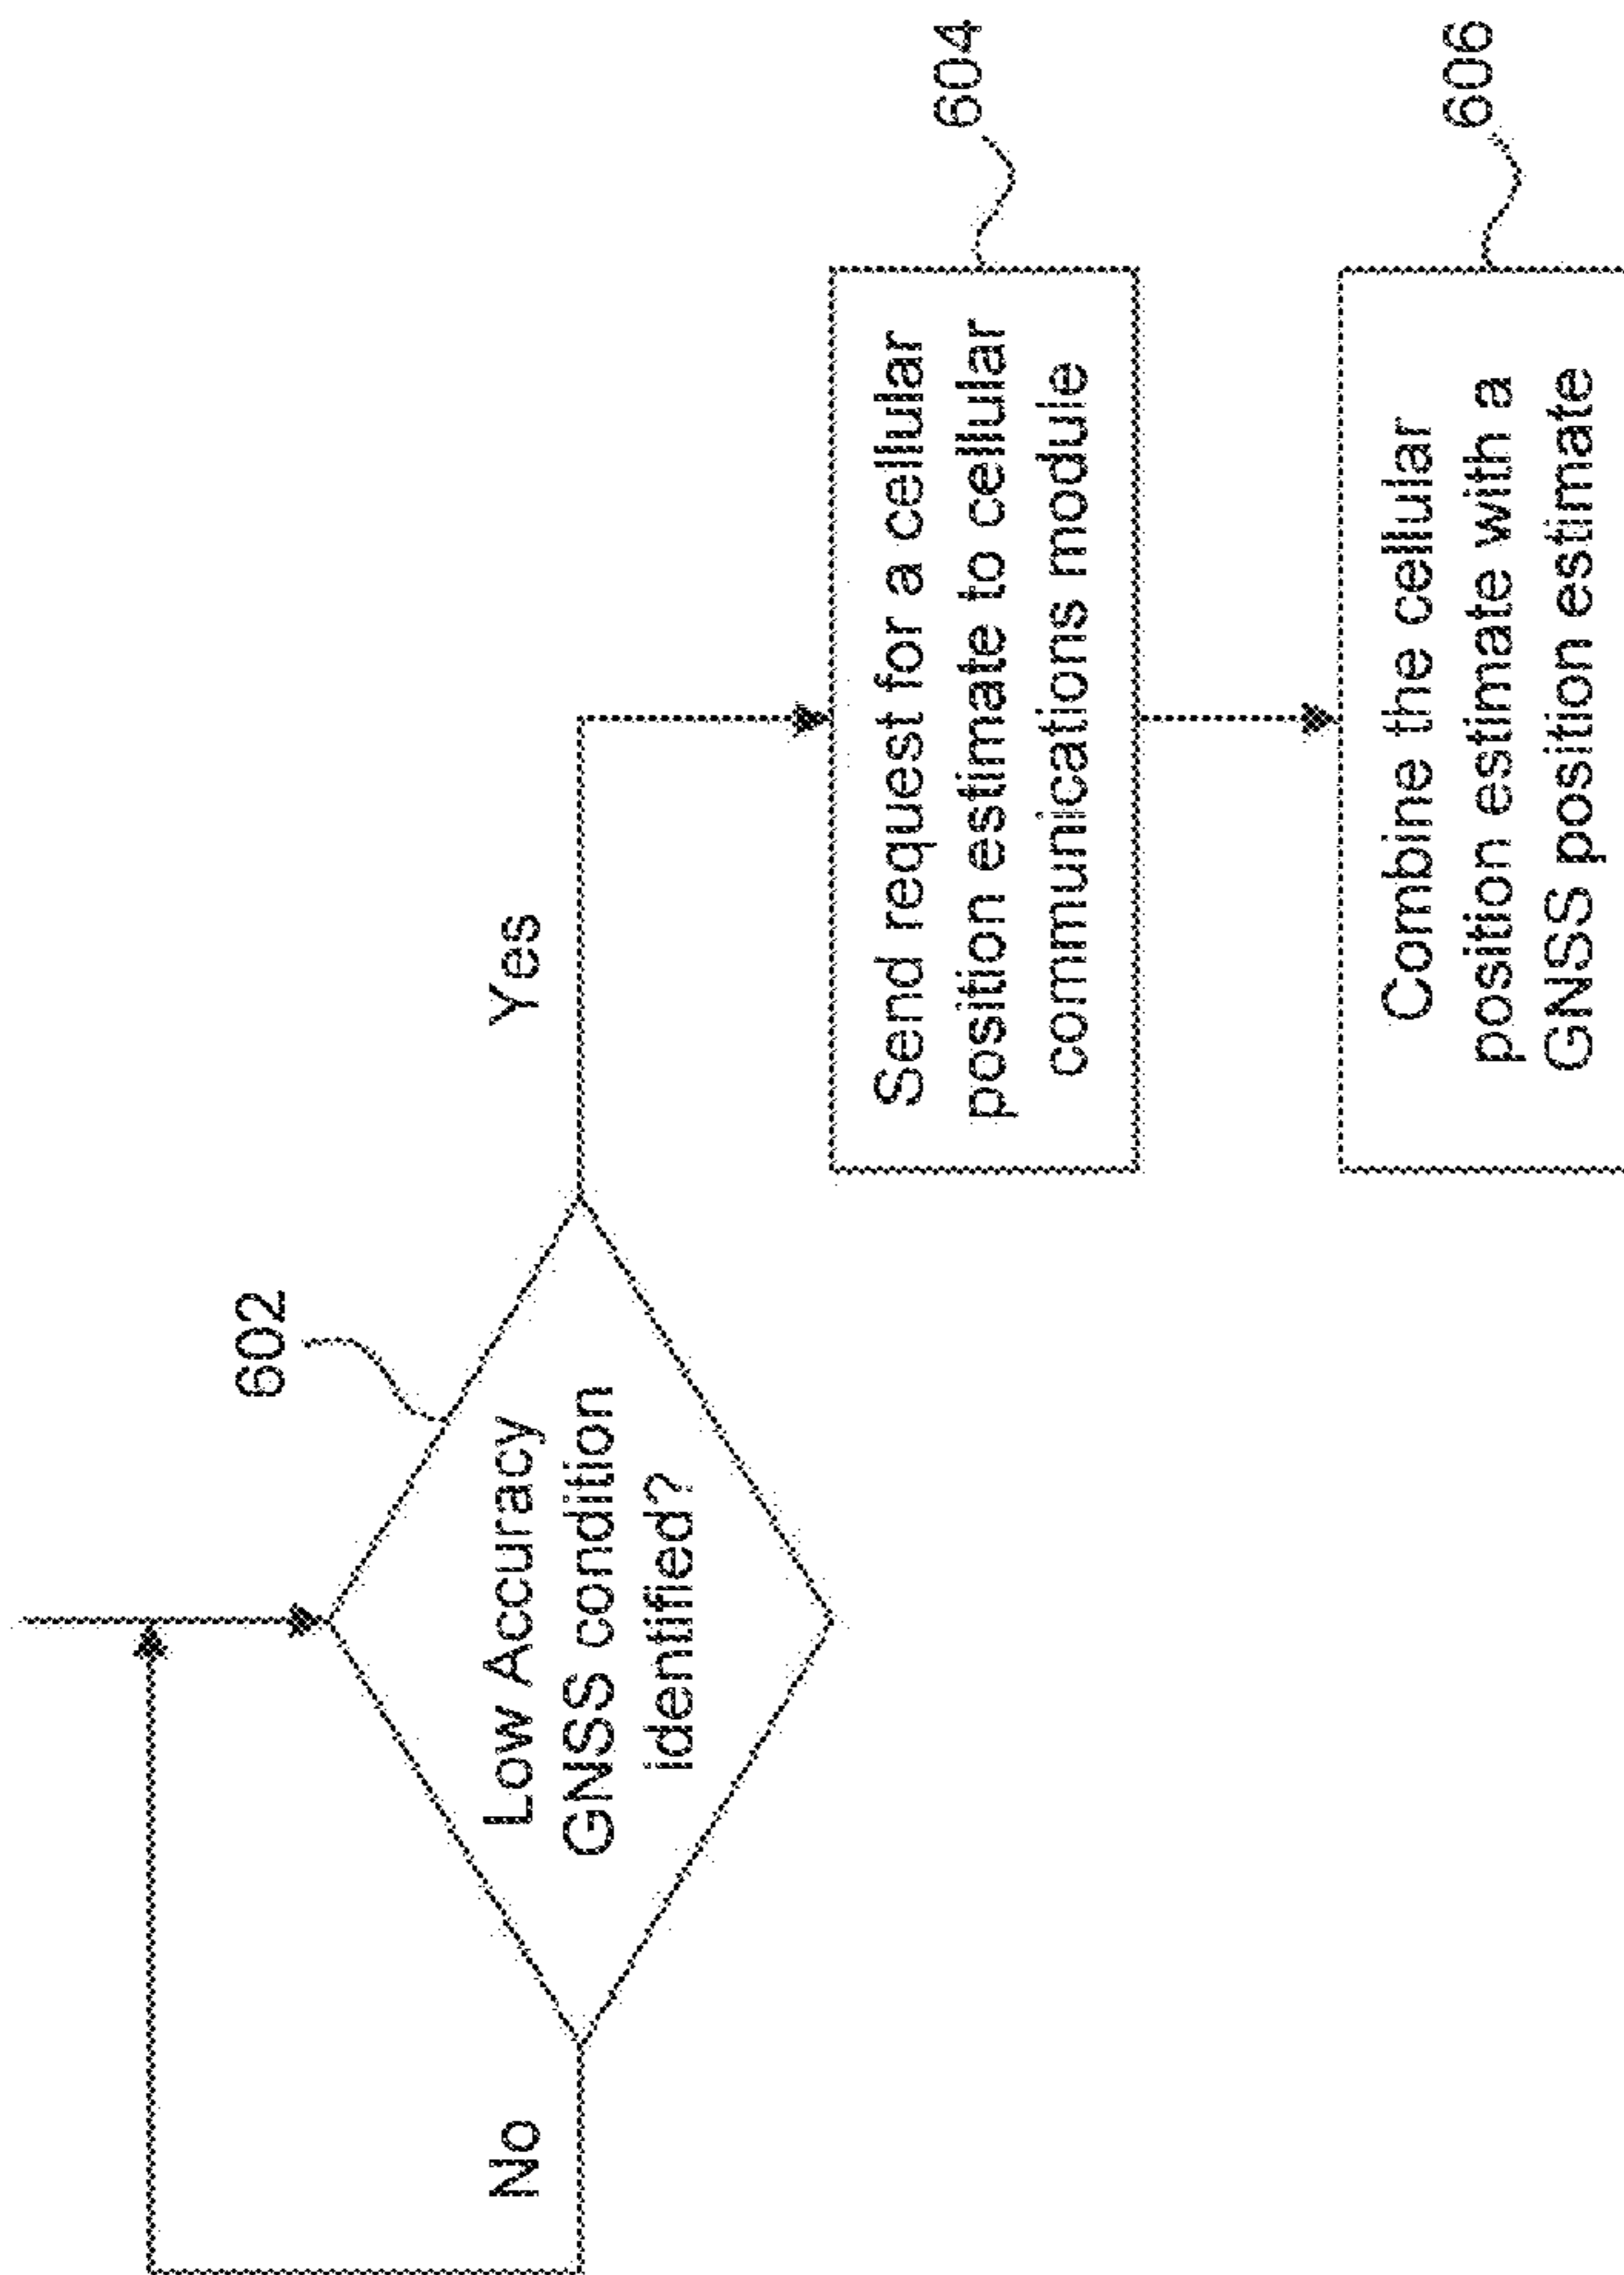 602
Low Accuracy
GNSS condition
identified?
No
Yes
Send request for a cellular
position estimate to cellular
communications module
604
Combine the cellular
position estimate with a
GNSS position estimate
606